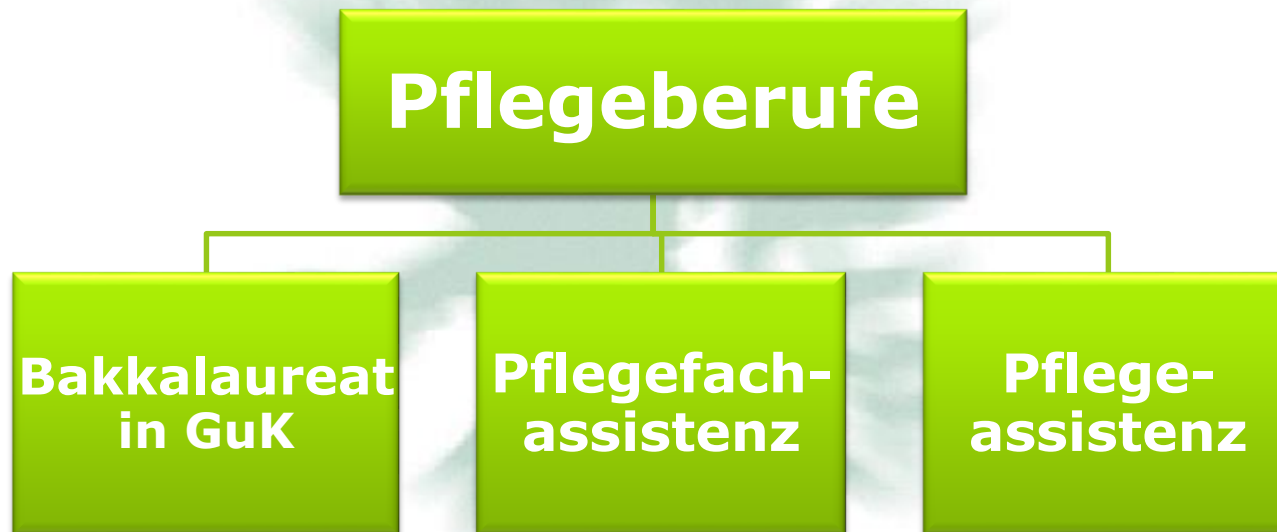 Pflegeberufe
Bakkalaureat
in GuK
Pflegefach-
assistenz
Pflege-
assistenz